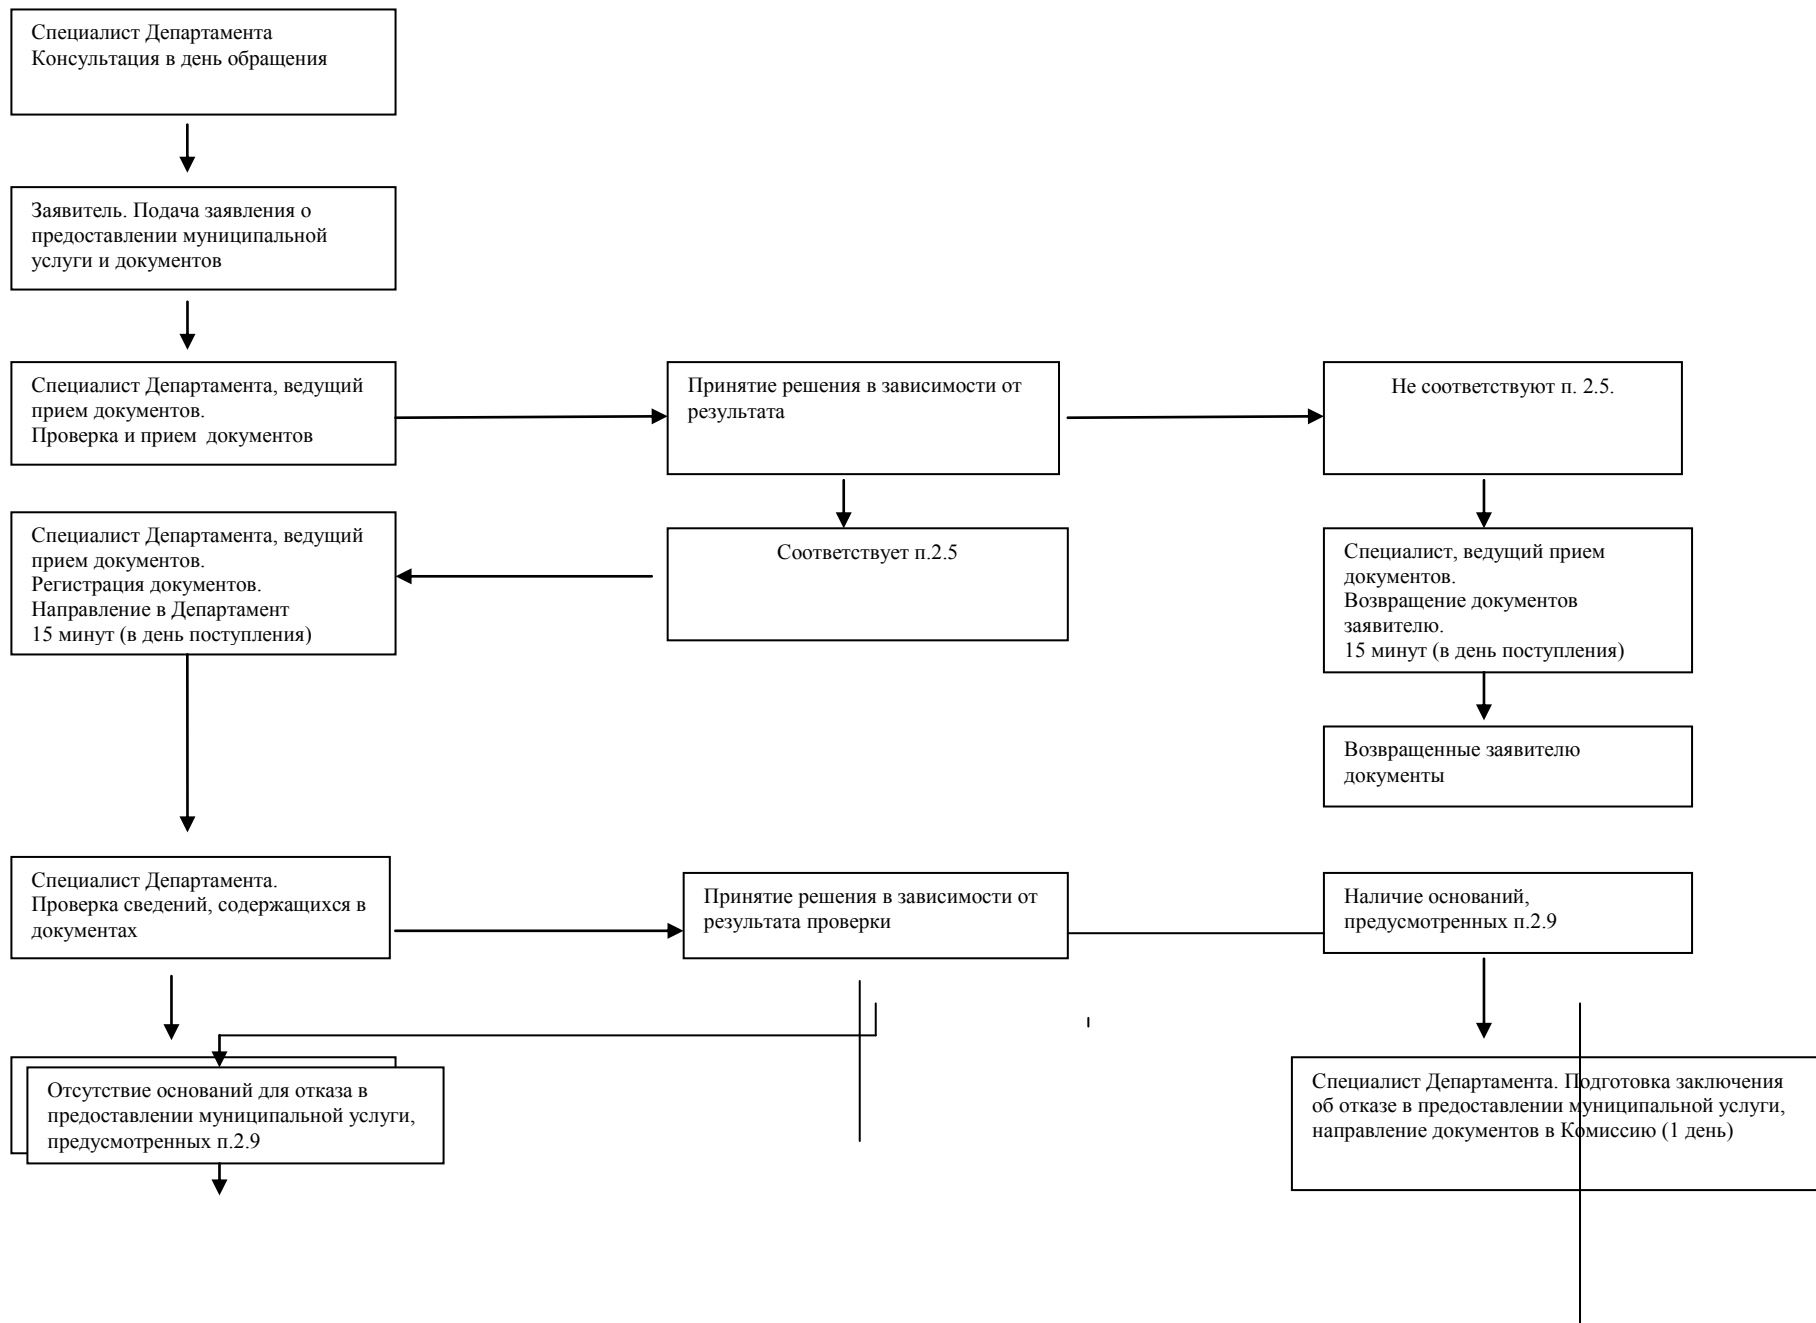 Специалист Департамента
Консультация в день обращения
Заявитель. Подача заявления о
предоставлении муниципальной
услуги и документов
Специалист Департамента, ведущий
прием документов.
Проверка и прием  документов
Принятие решения в зависимости от
результата
Не соответствуют п. 2.5.
Специалист Департамента, ведущий
прием документов.
Регистрация документов.
Направление в Департамент
15 минут (в день поступления)
Соответствует п.2.5
Специалист, ведущий прием
документов.
Возвращение документов
заявителю.
15 минут (в день поступления)
Возвращенные заявителю
документы
Специалист Департамента.
Проверка сведений, содержащихся в
документах
Принятие решения в зависимости от
результата проверки
Наличие оснований,
предусмотренных п.2.9
Отсутствие оснований для отказа в
предоставлении муниципальной услуги,
предусмотренных п.2.9
Специалист Департамента. Подготовка заключения
об отказе в предоставлении муниципальной услуги,
направление документов в Комиссию (1 день)